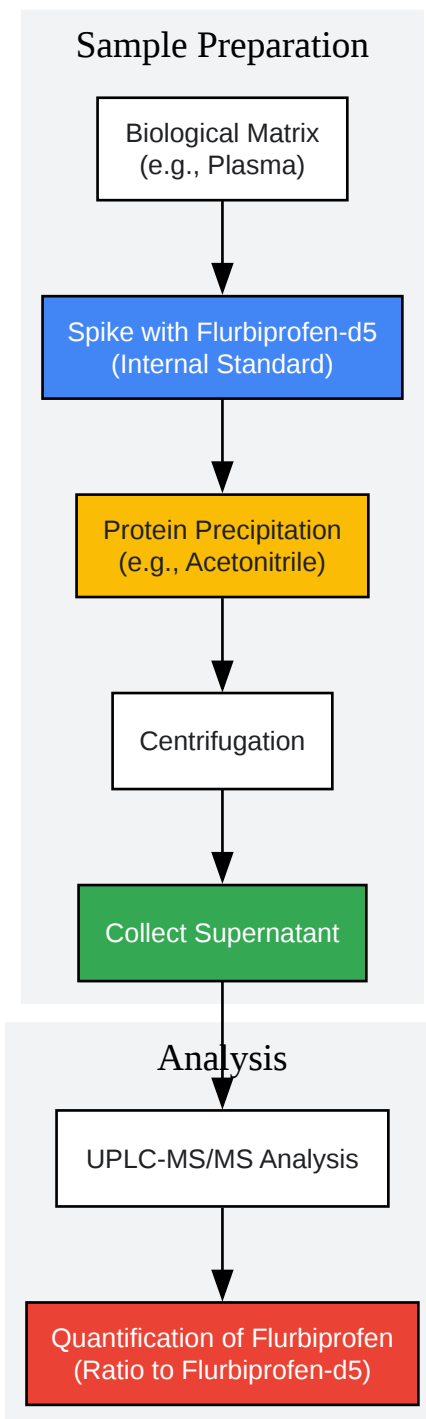 Sample Preparation
Biological Matrix
(e.g., Plasma)
Spike with Flurbiprofen-d5
(Internal Standard)
Protein Precipitation
(e.g., Acetonitrile)
Centrifugation
Collect Supernatant
Analysis
UPLC-MS/MS Analysis
Quantification of Flurbiprofen
(Ratio to Flurbiprofen-d5)